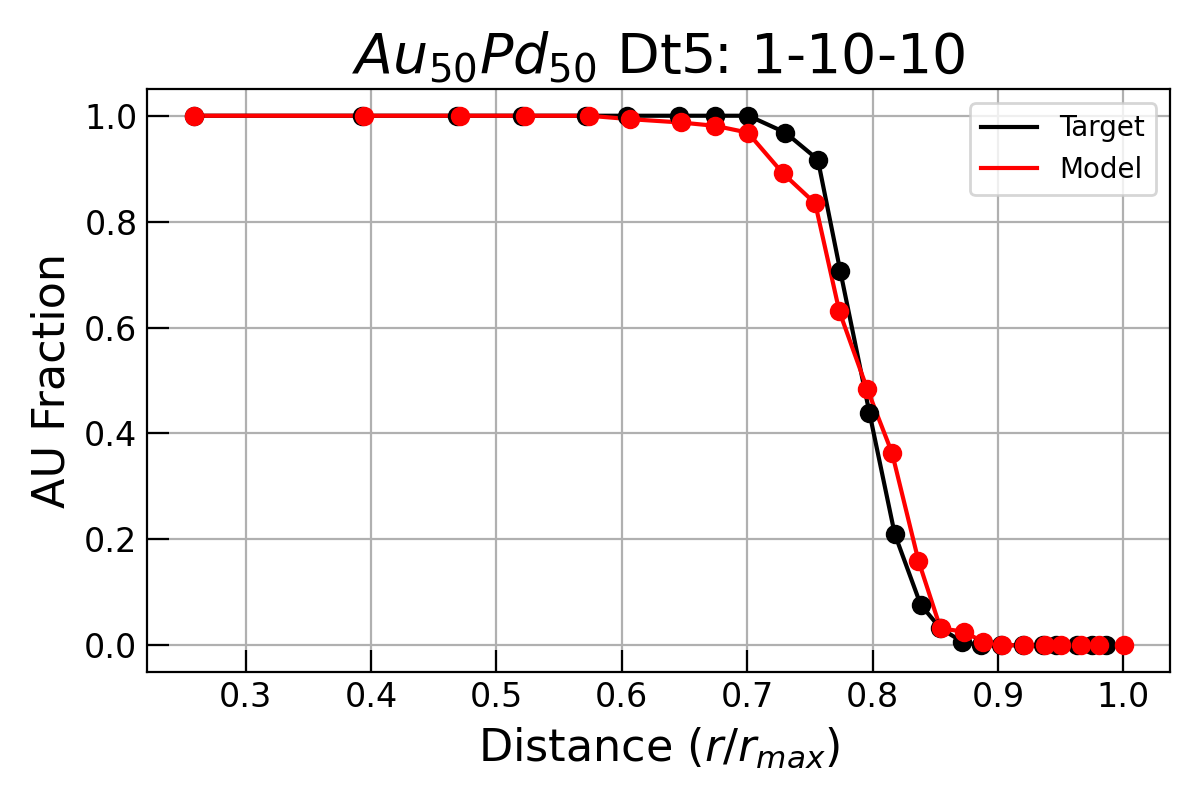 Au₅₀Pd₅₀ Dt5: 1-10-10
Target
Model
1.0
0.8
0.6
0.4
0.2
0.0
AU Fraction
0.3 0.4 0.5 0.6 0.7 0.8 0.9 1.0
Distance (r/rₘₐₓ)